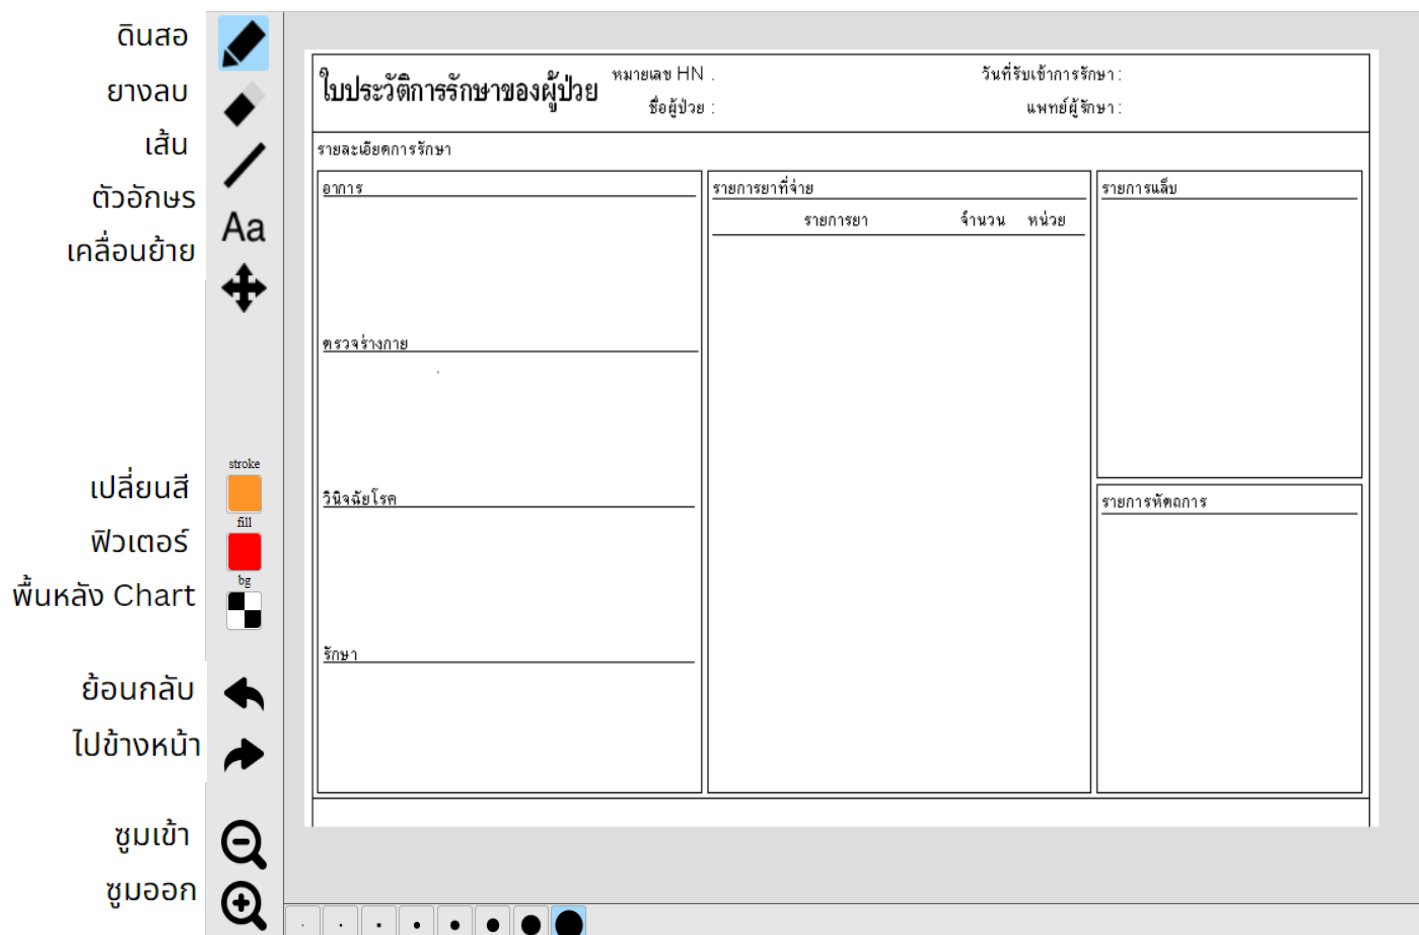 ดินสอ
ยางลบ
เส้น
ตัวอักษร
Aa
เคลื่อนย้าย
เปลี่ยนสี
stroke
ฟิวเตอร์
fill
พื้นหลัง Chart
bg
ย้อนกลับ
ไปข้างหน้า
ซูมเข้า
ซูมออก
ใบประวัติการรักษาของผู้ป่วย
หมายเลข HN .
วันที่รับเข้าการรักษา :
ชื่อผู้ป่วย :
แพทย์ผู้รักษา :
รายละเอียดการรักษา
อาการ
ตรวจร่างกาย
วินิจฉัยโรค
รักษา
รายการยาที่จ่าย
รายการยา จำนวน หน่วย
รายการแล็บ
รายการหัตถการ